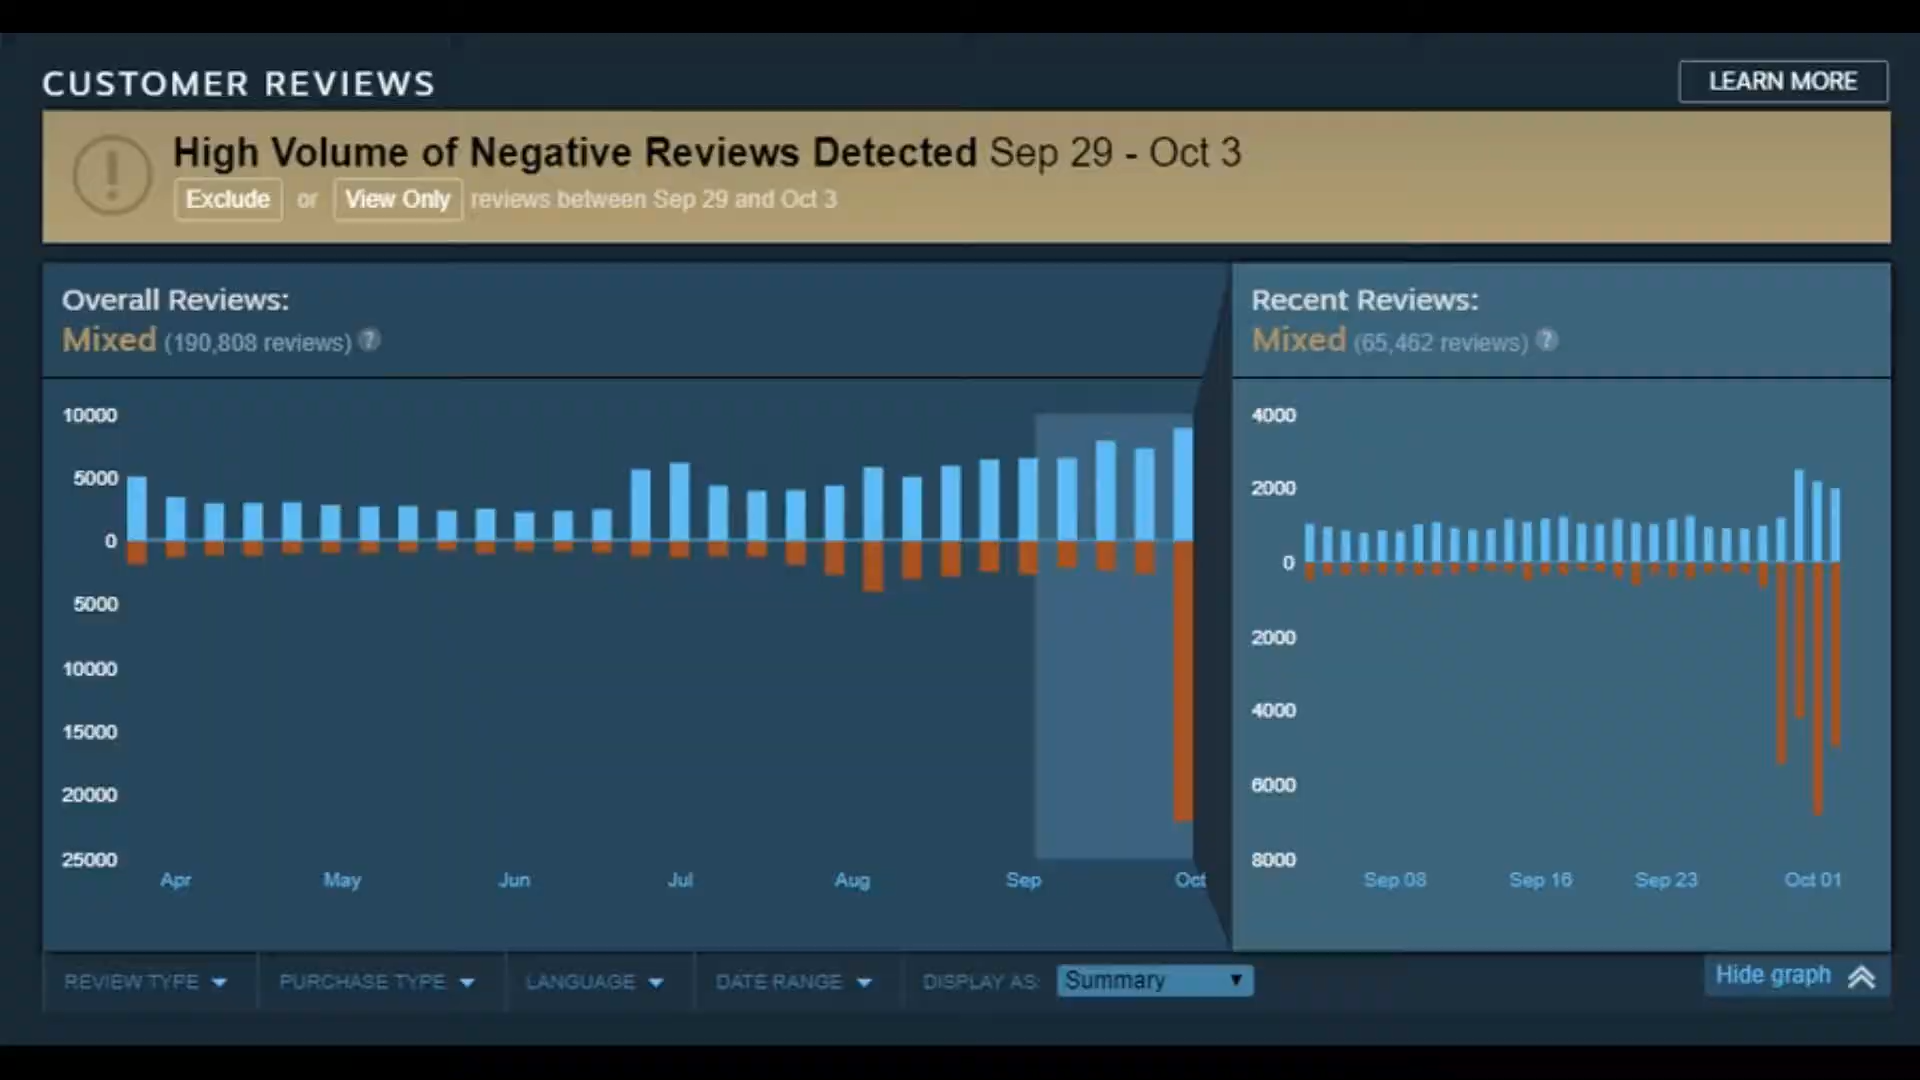 CUSTOMER REVIEWS
LEARN MORE
High Volume of Negative Reviews Detected Sep 29 - Oct 3
Exclude or View Only reviews between Sep 29 and Oct 3
Overall Reviews:
Mixed (190,808 reviews) ?
10000
5000
0
5000
10000
15000
20000
25000
Apr May Jun Jul Aug Sep Oct
Recent Reviews:
Mixed (65,462 reviews) ?
4000
2000
0
2000
4000
6000
8000
Sep 08 Sep 16 Sep 23 Oct 01
REVIEW TYPE PURCHASE TYPE LANGUAGE DATE RANGE DISPLAY AS: Summary
Hide graph